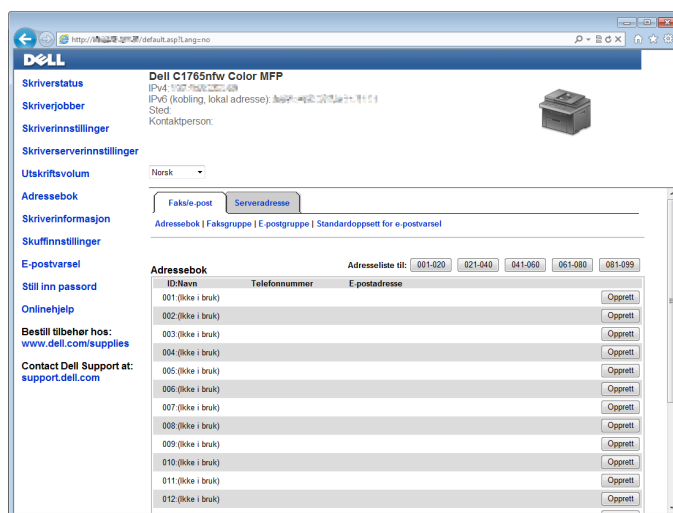 http://
/default.asp?Lang=no
DELL
Skriverstatus
Skriverjobber
Skriverinnstillinger
Skriverserverinnstillinger
Utskriftsvolum
Adressebok
Skriverinformasjon
Skuffinnstillinger
E-postvarsel
Still inn passord
Onlinehjelp
Bestill tilbehør hos:
www.dell.com/supplies
Contact Dell Support at:
support.dell.com
Dell C1765nfw Color MFP
IPv4:
IPv6 (kobling, lokal adresse):
Sted:
Kontaktperson:
Norsk
Faks/e-post Serveradresse
Adressebok | Faksgruppe | E-postgruppe | Standardoppsett for e-postvarsel
Adressebok Adresseliste til: 001-020 021-040 041-060 061-080 081-099
ID:Navn Telefonnummer E-postadresse
001:(Ikke i bruk) Opprett
002:(Ikke i bruk) Opprett
003:(Ikke i bruk) Opprett
004:(Ikke i bruk) Opprett
005:(Ikke i bruk) Opprett
006:(Ikke i bruk) Opprett
007:(Ikke i bruk) Opprett
008:(Ikke i bruk) Opprett
009:(Ikke i bruk) Opprett
010:(Ikke i bruk) Opprett
011:(Ikke i bruk) Opprett
012:(Ikke i bruk) Opprett